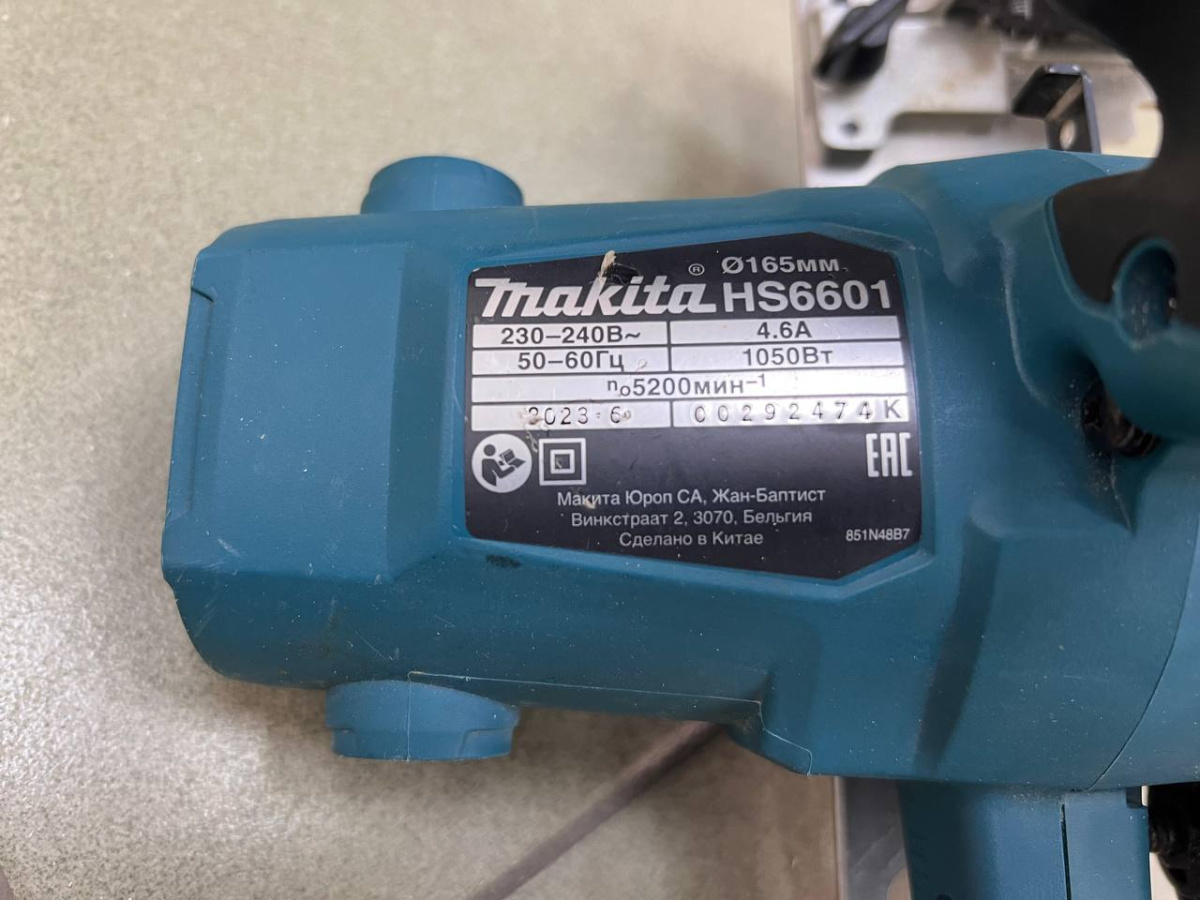 ® Ø165мм
makita HS6601
230–240В~ 4.6А
50–60Гц 1050Вт
n₀5200мин⁻¹
2023 6 00292474 K
EAC
Макита Юроп СА, Жан-Баптист
Винкстраат 2, 3070, Бельгия
Сделано в Китае 851N48B7